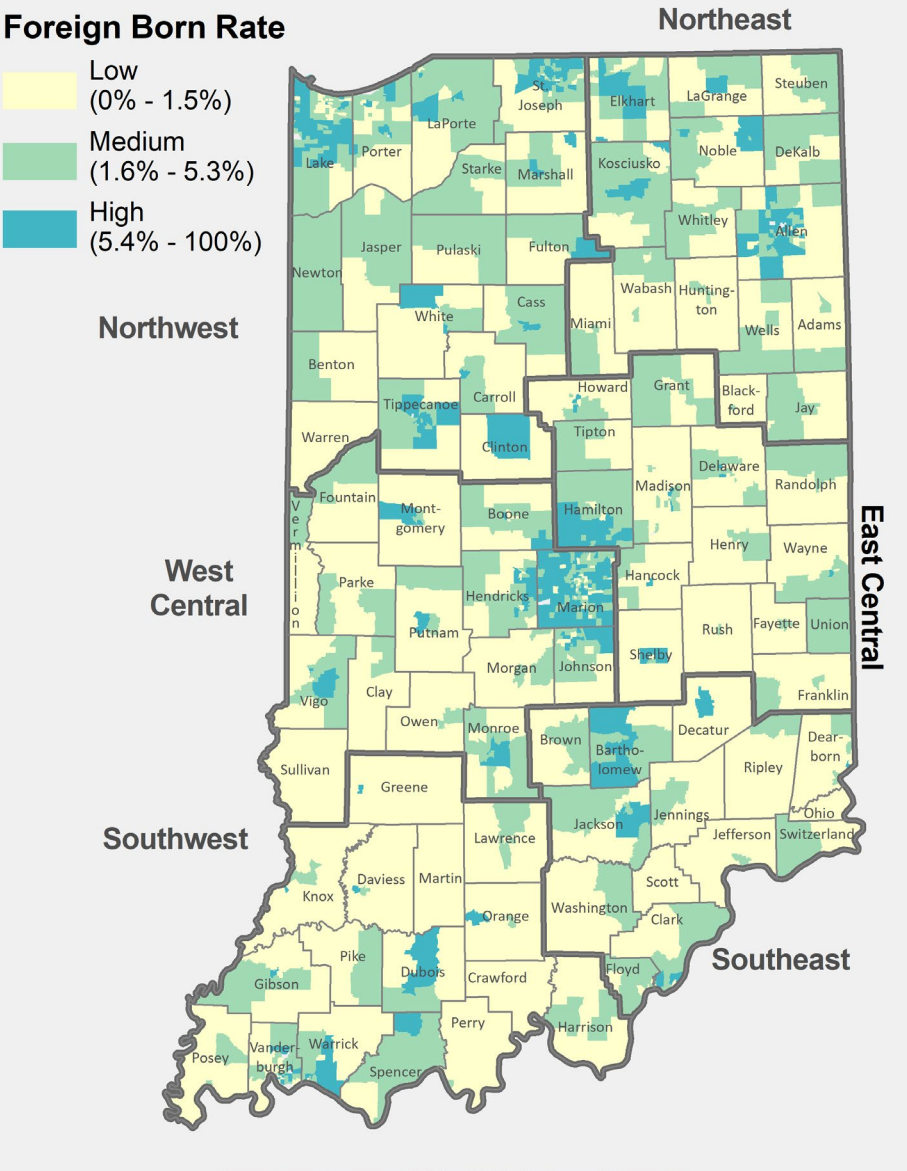 Northeast
Foreign Born Rate
Low
(0% - 1.5%)
Medium
(1.6% - 5.3%)
High
(5.4% - 100%)
St.
Joseph
Elkhart
LaGrange
Steuben
LaPorte
Lake
Porter
Starke
Marshall
Kosciusko
Noble
DeKalb
Newton
Jasper
Pulaski
Fulton
Whitley
Allen
Northwest
White
Cass
Miami
Wabash
Hunting-
ton
Wells
Adams
Benton
Tippecanoe
Carroll
Howard
Grant
Black-
ford
Jay
Warren
Clinton
Tipton
Fountain
Mont-
gomery
Boone
Hamilton
Madison
Delaware
Randolph
Vermillion
West
Central
Parke
Putnam
Hendricks
Marion
Hancock
Henry
Wayne
East Central
Shelby
Rush
Fayette
Union
Vigo
Clay
Morgan
Johnson
Franklin
Owen
Monroe
Brown
Bartho-
lomew
Decatur
Dear-
born
Sullivan
Greene
Ripley
Southwest
Lawrence
Jackson
Jennings
Jefferson
Ohio
Switzerland
Knox
Daviess
Martin
Orange
Washington
Scott
Clark
Southeast
Gibson
Pike
Dubois
Crawford
Floyd
Posey
Vander-
burgh
Warrick
Spencer
Perry
Harrison